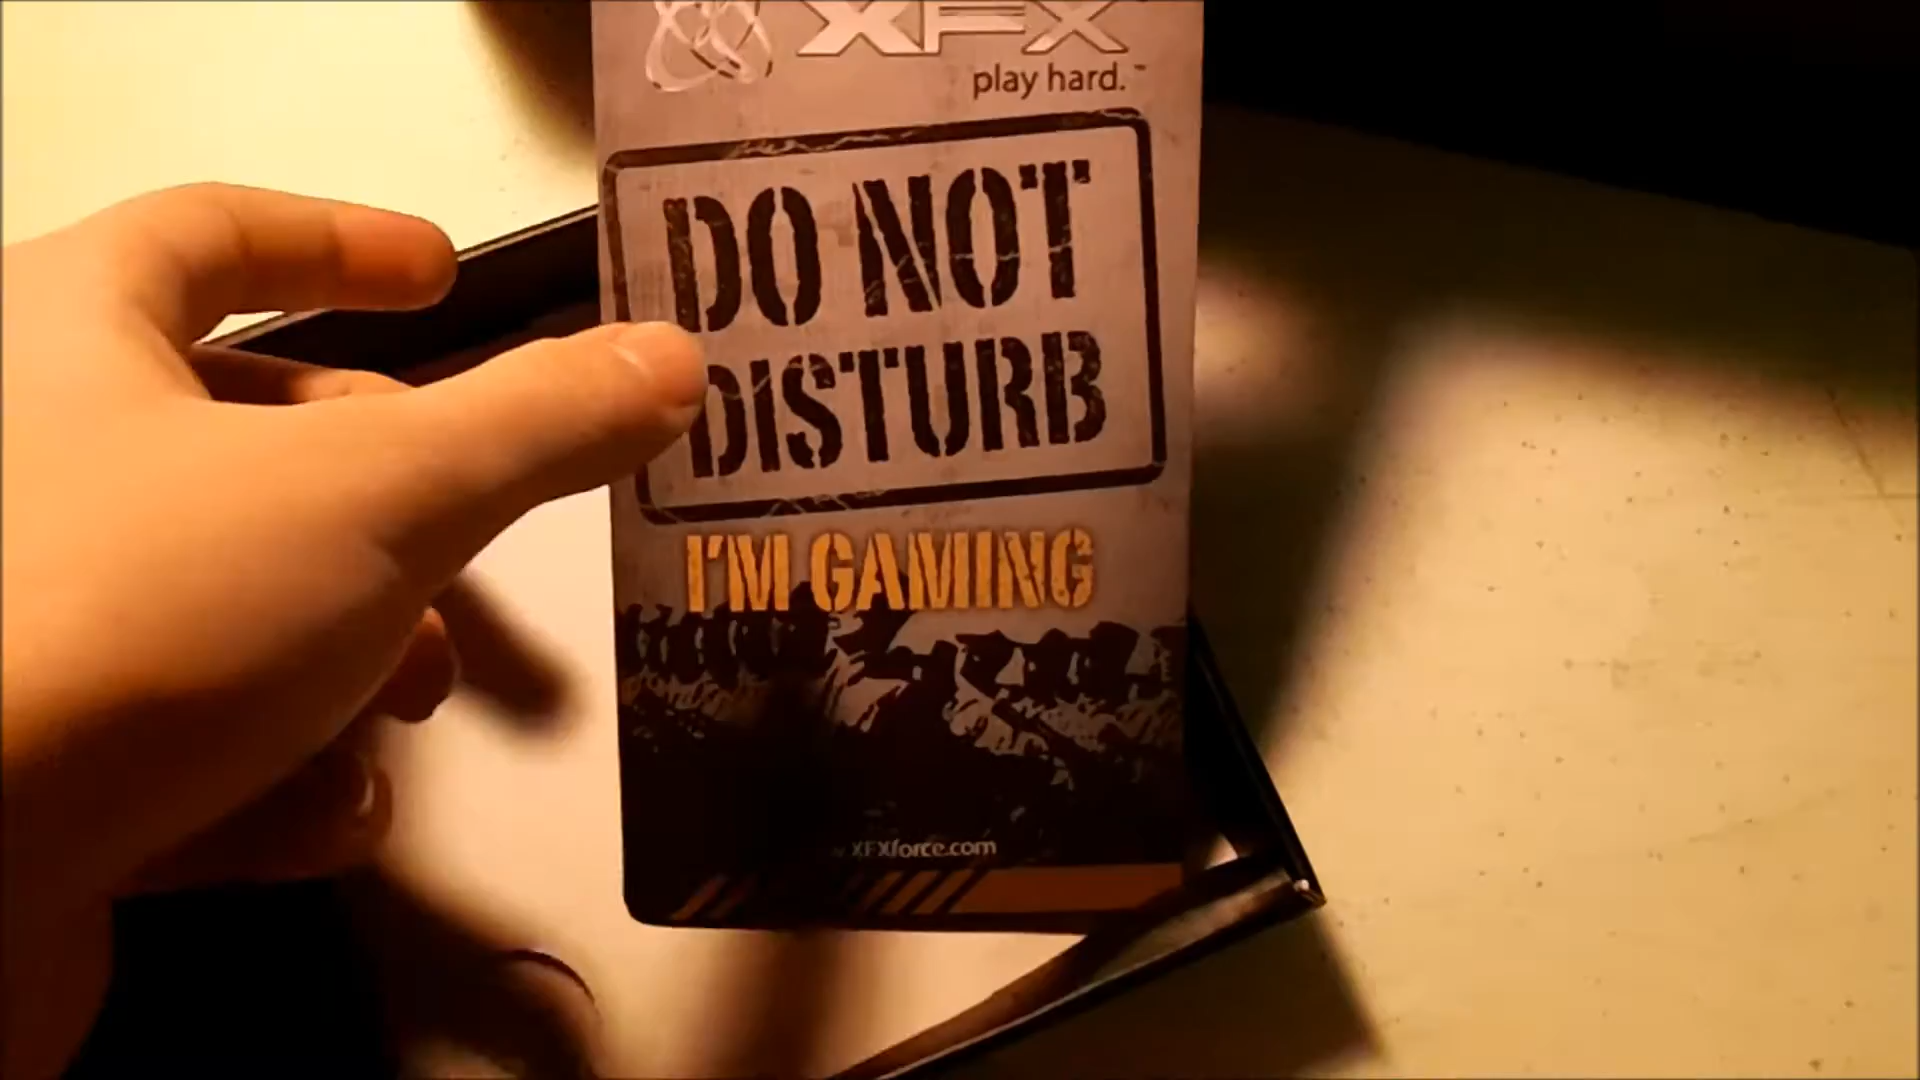 XFX
play hard.™
DO NOT
DISTURB
I'M GAMING
XFXforce.com